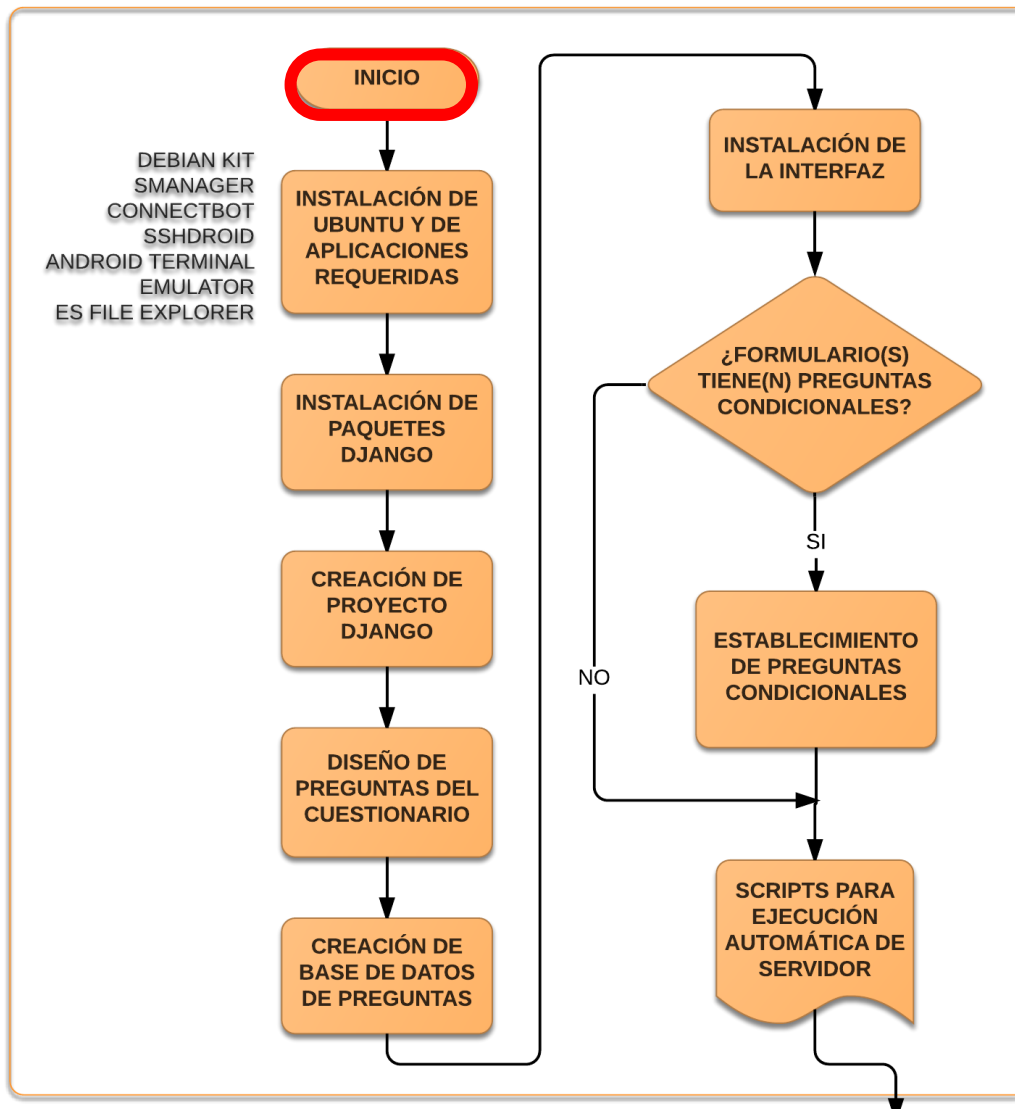 INICIO
DEBIAN KIT
SMANAGER
CONNECTBOT
SSHDROID
ANDROID TERMINAL
EMULATOR
ES FILE EXPLORER
INSTALACIÓN DE
UBUNTU Y DE
APLICACIONES
REQUERIDAS
INSTALACIÓN DE
PAQUETES
DJANGO
CREACIÓN DE
PROYECTO
DJANGO
DISEÑO DE
PREGUNTAS DEL
CUESTIONARIO
CREACIÓN DE
BASE DE DATOS
DE PREGUNTAS
INSTALACIÓN DE
LA INTERFAZ
¿FORMULARIO(S)
TIENE(N) PREGUNTAS
CONDICIONALES?
SI
NO
ESTABLECIMIENTO
DE PREGUNTAS
CONDICIONALES
SCRIPTS PARA
EJECUCIÓN
AUTOMÁTICA DE
SERVIDOR